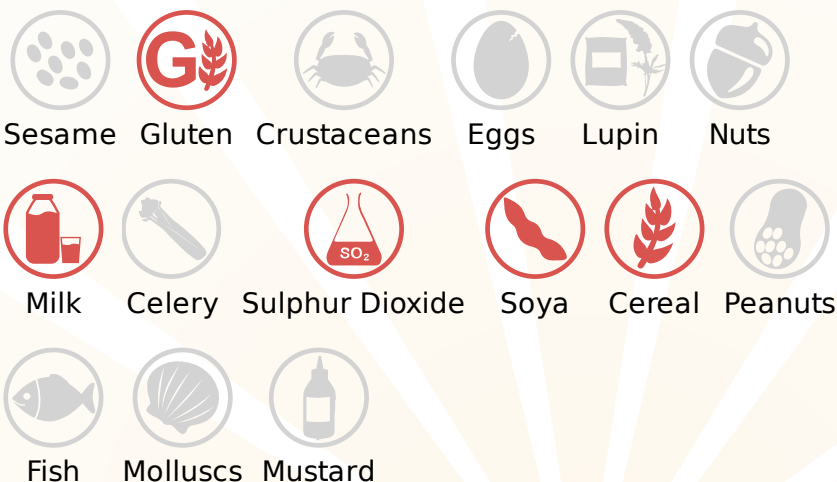 G
Sesame Gluten Crustaceans Eggs Lupin Nuts
SO₂
Milk Celery Sulphur Dioxide Soya Cereal Peanuts
Fish Molluscs Mustard